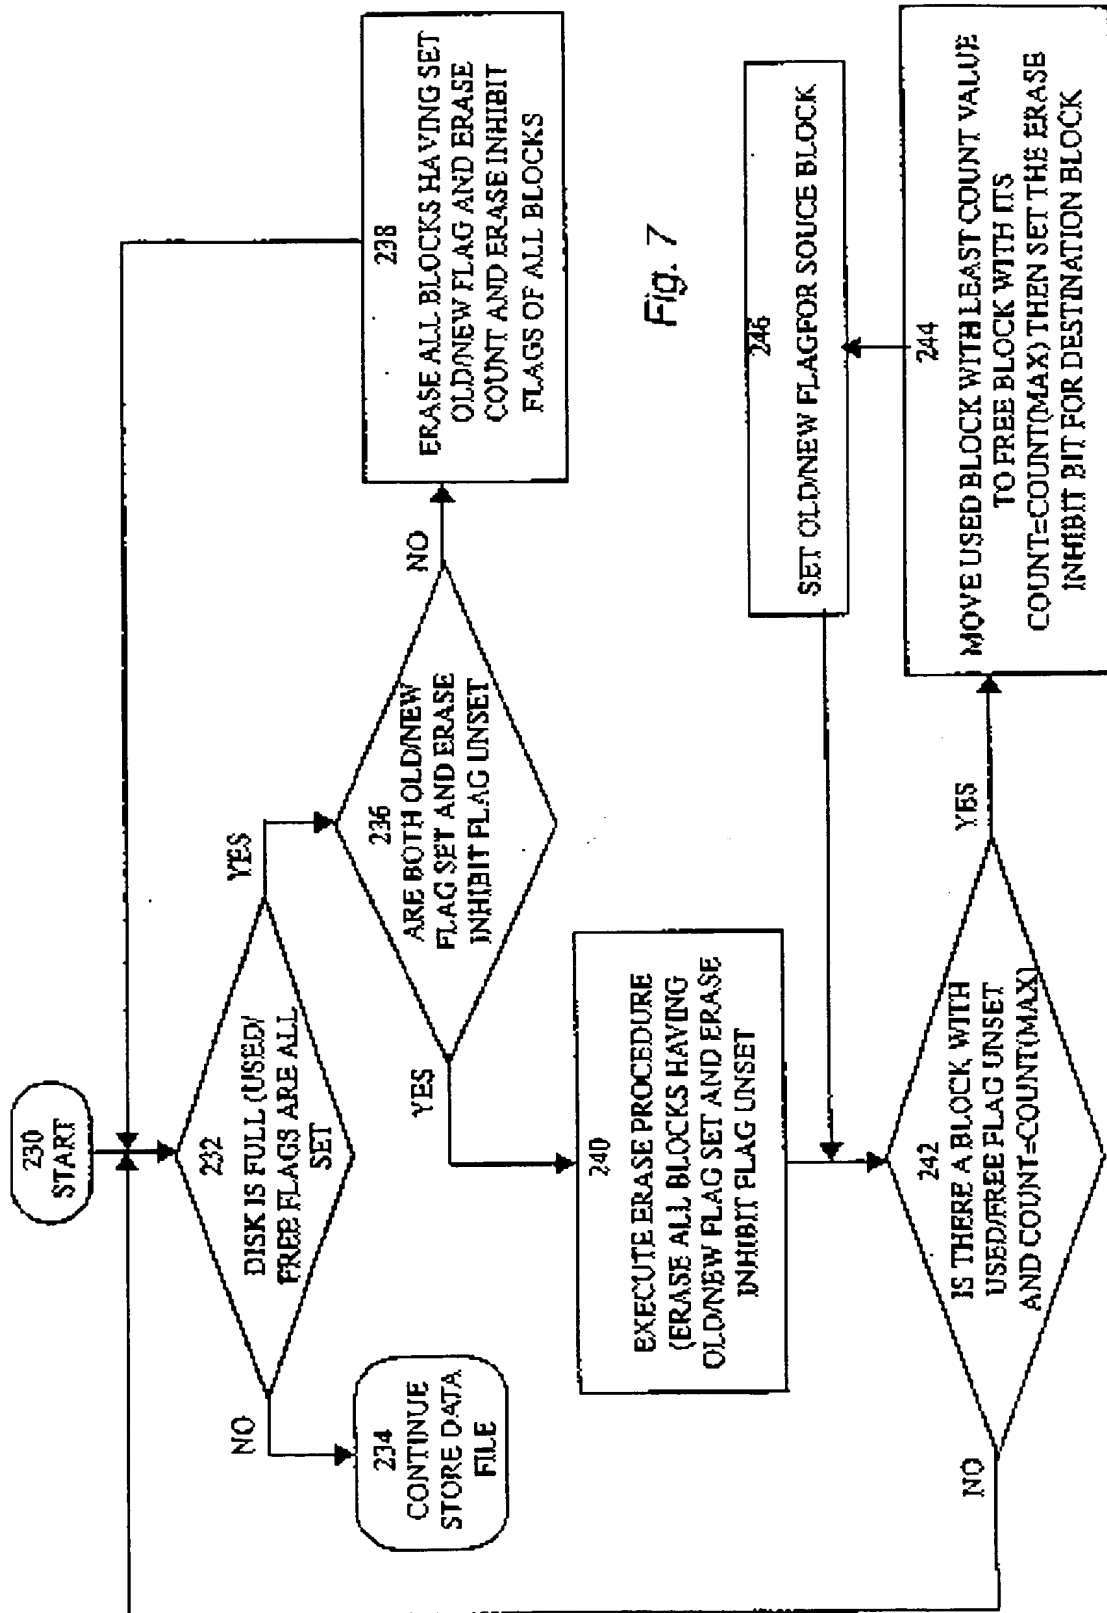 230
START
232
DISK IS FULL (USED/
FREE FLAGS ARE ALL
SET
NO
YES
234
CONTINUE
STORE DATA
FILE
236
ARE BOTH OLD/NEW
FLAG SET AND ERASE
INHIBIT FLAG UNSET
NO
YES
238
ERASE ALL BLOCKS HAVING SET
OLD/NEW FLAG AND ERASE
COUNT AND ERASE INHIBIT
FLAGS OF ALL BLOCKS
240
EXECUTE ERASE PROCEDURE
(ERASE ALL BLOCKS HAVING
OLD/NEW FLAG SET AND ERASE
INHIBIT FLAG UNSET
242
IS THERE A BLOCK WITH
USED/FREE FLAG UNSET
AND COUNT=COUNT(MAX)
NO
YES
244
MOVE USED BLOCK WITH LEAST COUNT VALUE
TO FREE BLOCK WITH ITS
COUNT=COUNT(MAX) THEN SET THE ERASE
INHIBIT BIT FOR DESTINATION BLOCK
246
SET OLD/NEW FLAGFOR SOUCE BLOCK
Fig. 7